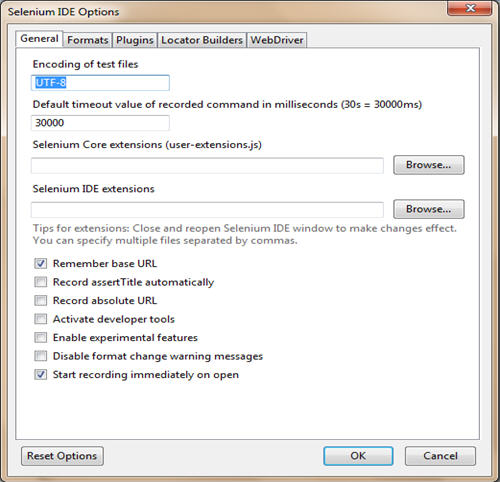 Selenium IDE Options
General Formats Plugins Locator Builders WebDriver
Encoding of test files
UTF-8
Default timeout value of recorded command in milliseconds (30s = 30000ms)
30000
Selenium Core extensions (user-extensions.js)
Browse...
Selenium IDE extensions
Browse...
Tips for extensions: Close and reopen Selenium IDE window to make changes effect.
You can specify multiple files separated by commas.
Remember base URL
Record assertTitle automatically
Record absolute URL
Activate developer tools
Enable experimental features
Disable format change warning messages
Start recording immediately on open
Reset Options OK Cancel